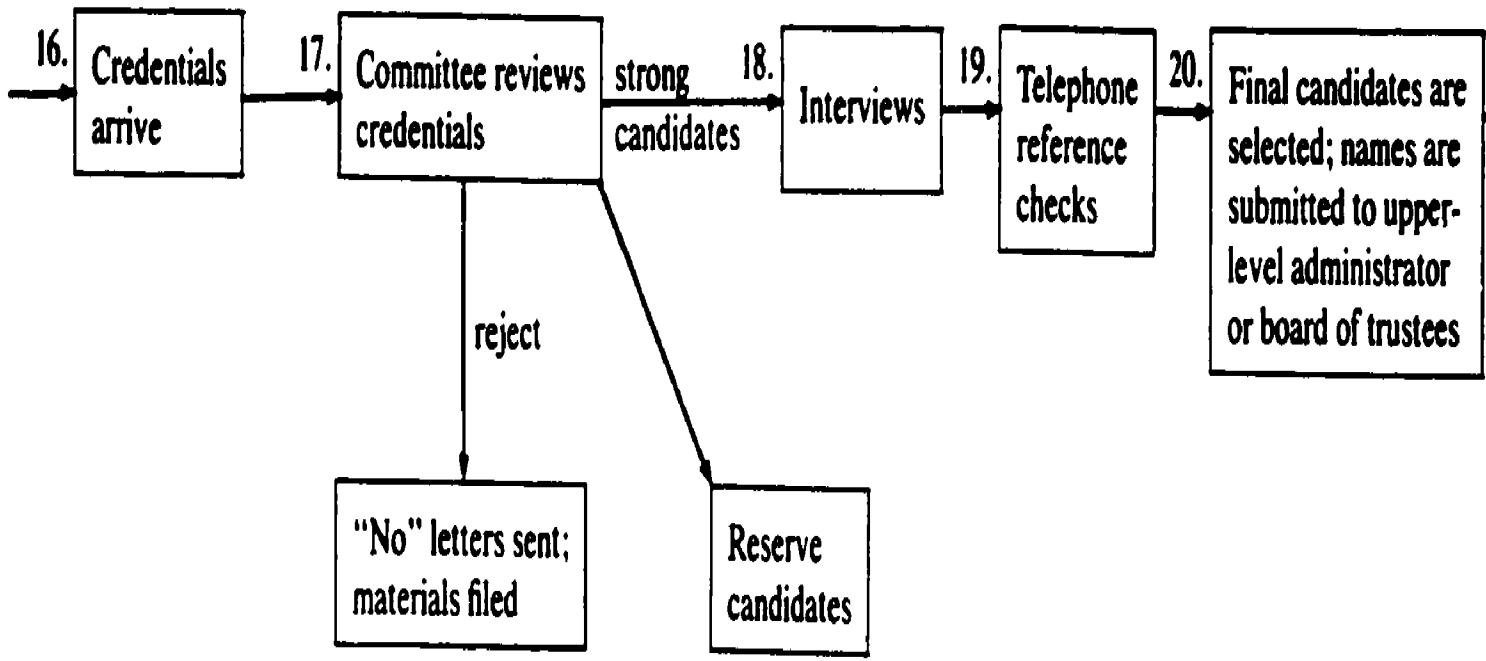 16.
Credentials
arrive
17.
Committee reviews
credentials
strong
candidates
18.
Interviews
19.
Telephone
reference
checks
20.
Final candidates are
selected; names are
submitted to upper-
level administrator
or board of trustees
reject
“No” letters sent;
materials filed
Reserve
candidates